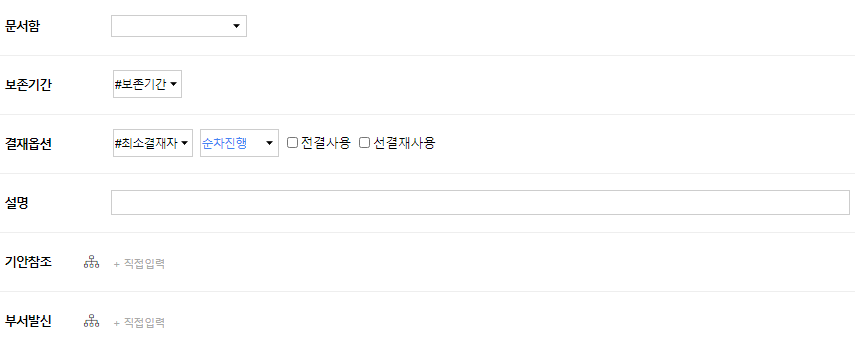 문서함
보존기간 #보존기간
결재옵션 #최소결재자 순차진행 전결사용 선결재사용
설명
기안참조 + 직접입력
부서발신 + 직접입력